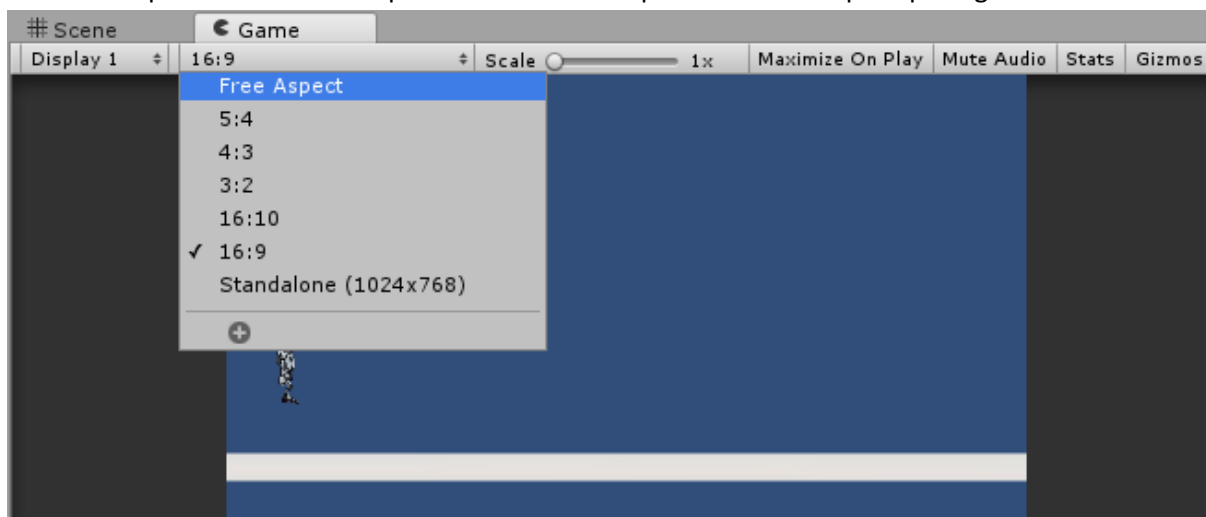 Scene Game
Display 1 16:9 Scale 1x Maximize On Play Mute Audio Stats Gizmos
Free Aspect
5:4
4:3
3:2
16:10
✓ 16:9
Standalone (1024x768)